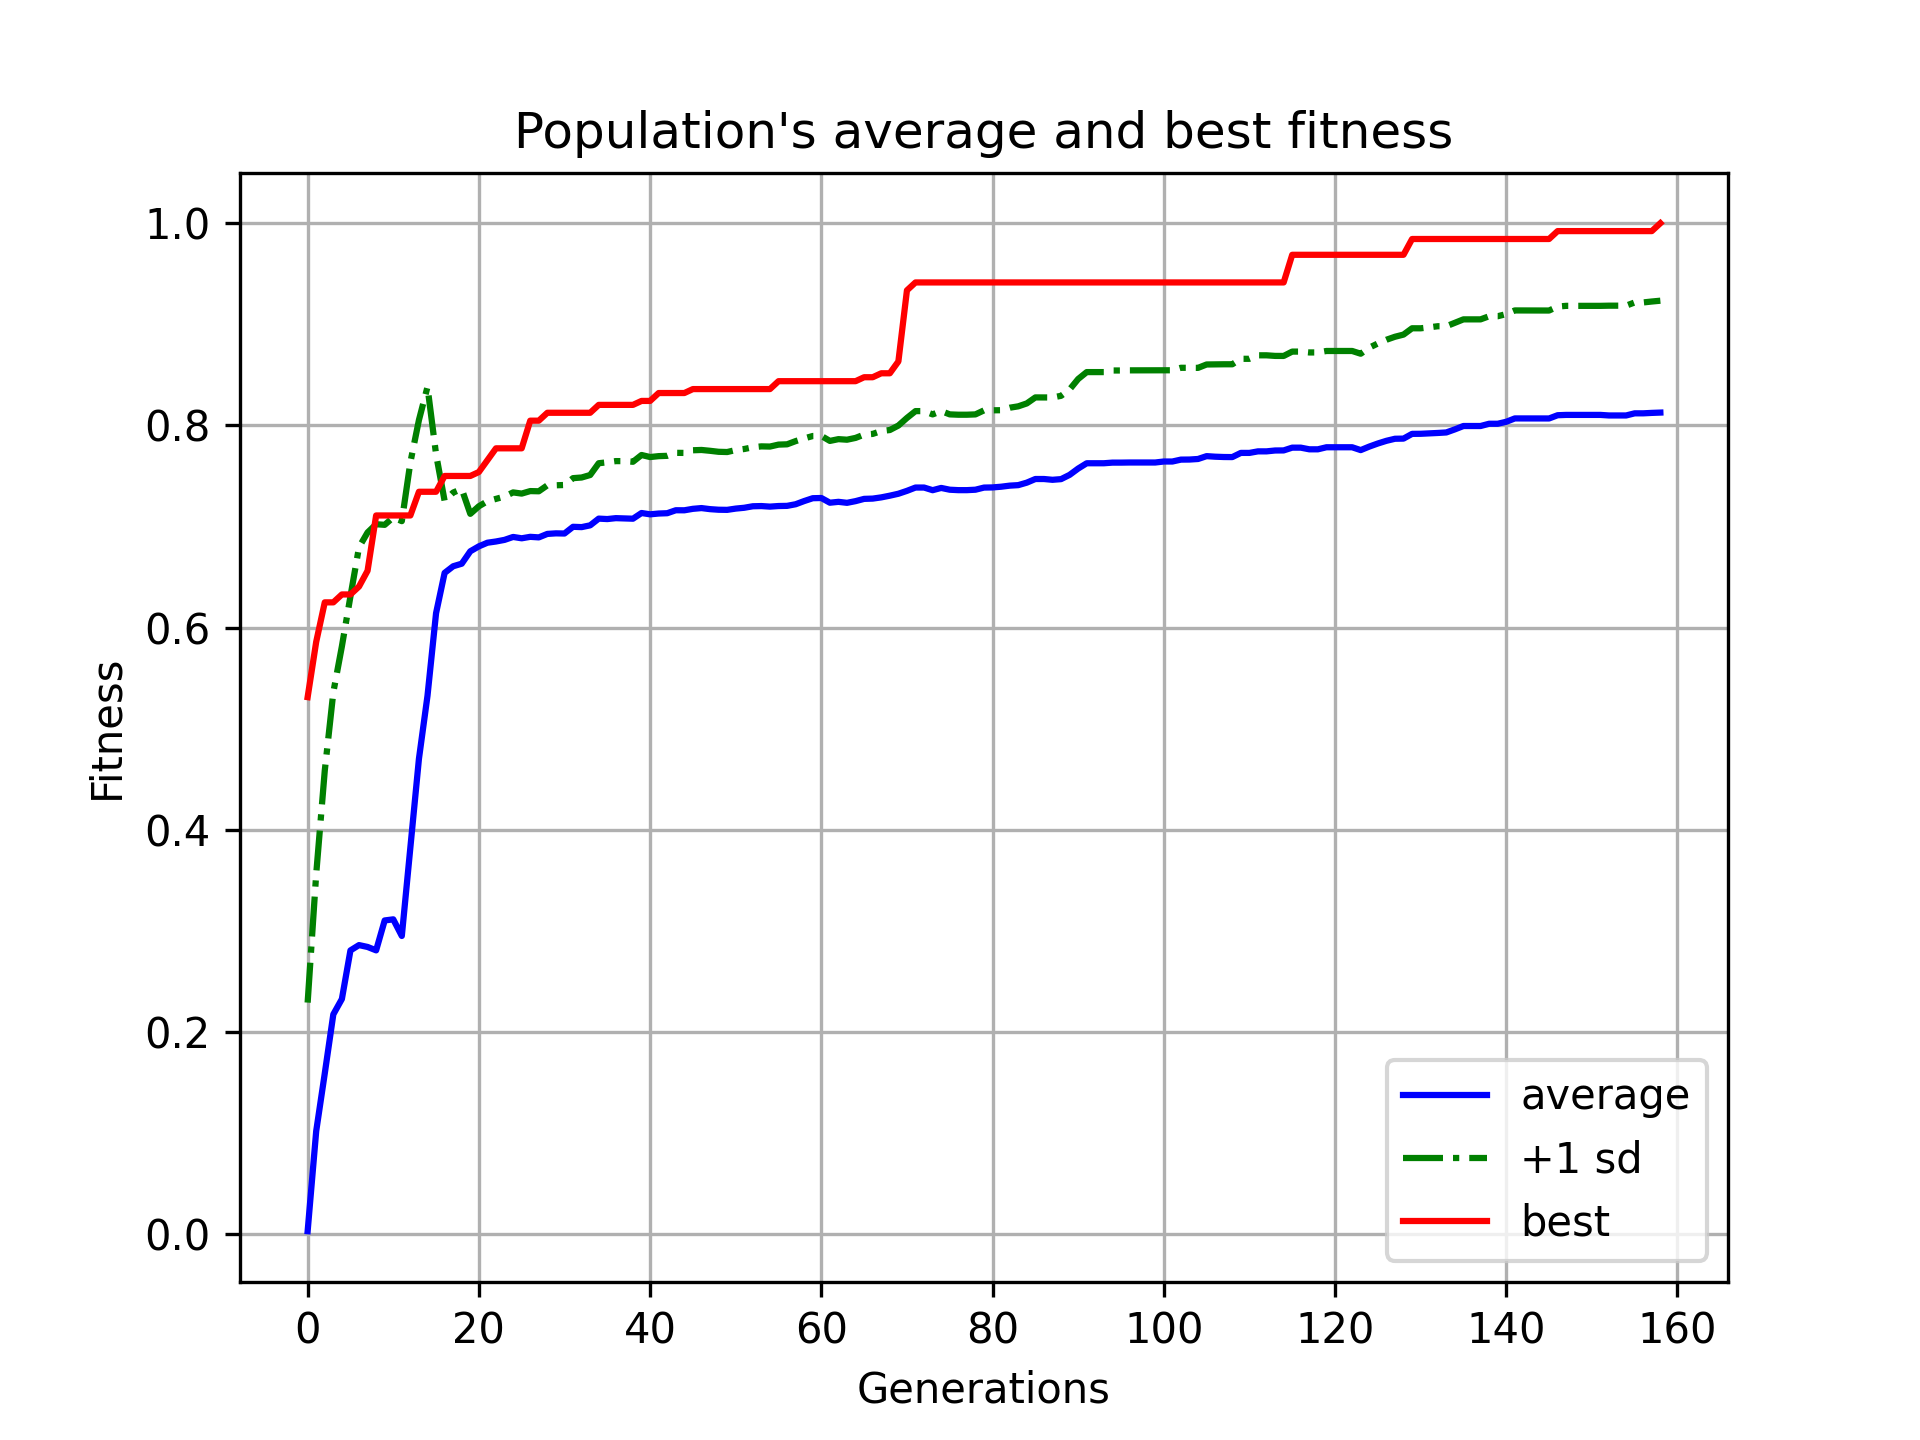 Population's average and best fitness
1.0
0.8
0.6
0.4
0.2
0.0
Fitness
0 20 40 60 80 100 120 140 160
Generations
average
+1 sd
best